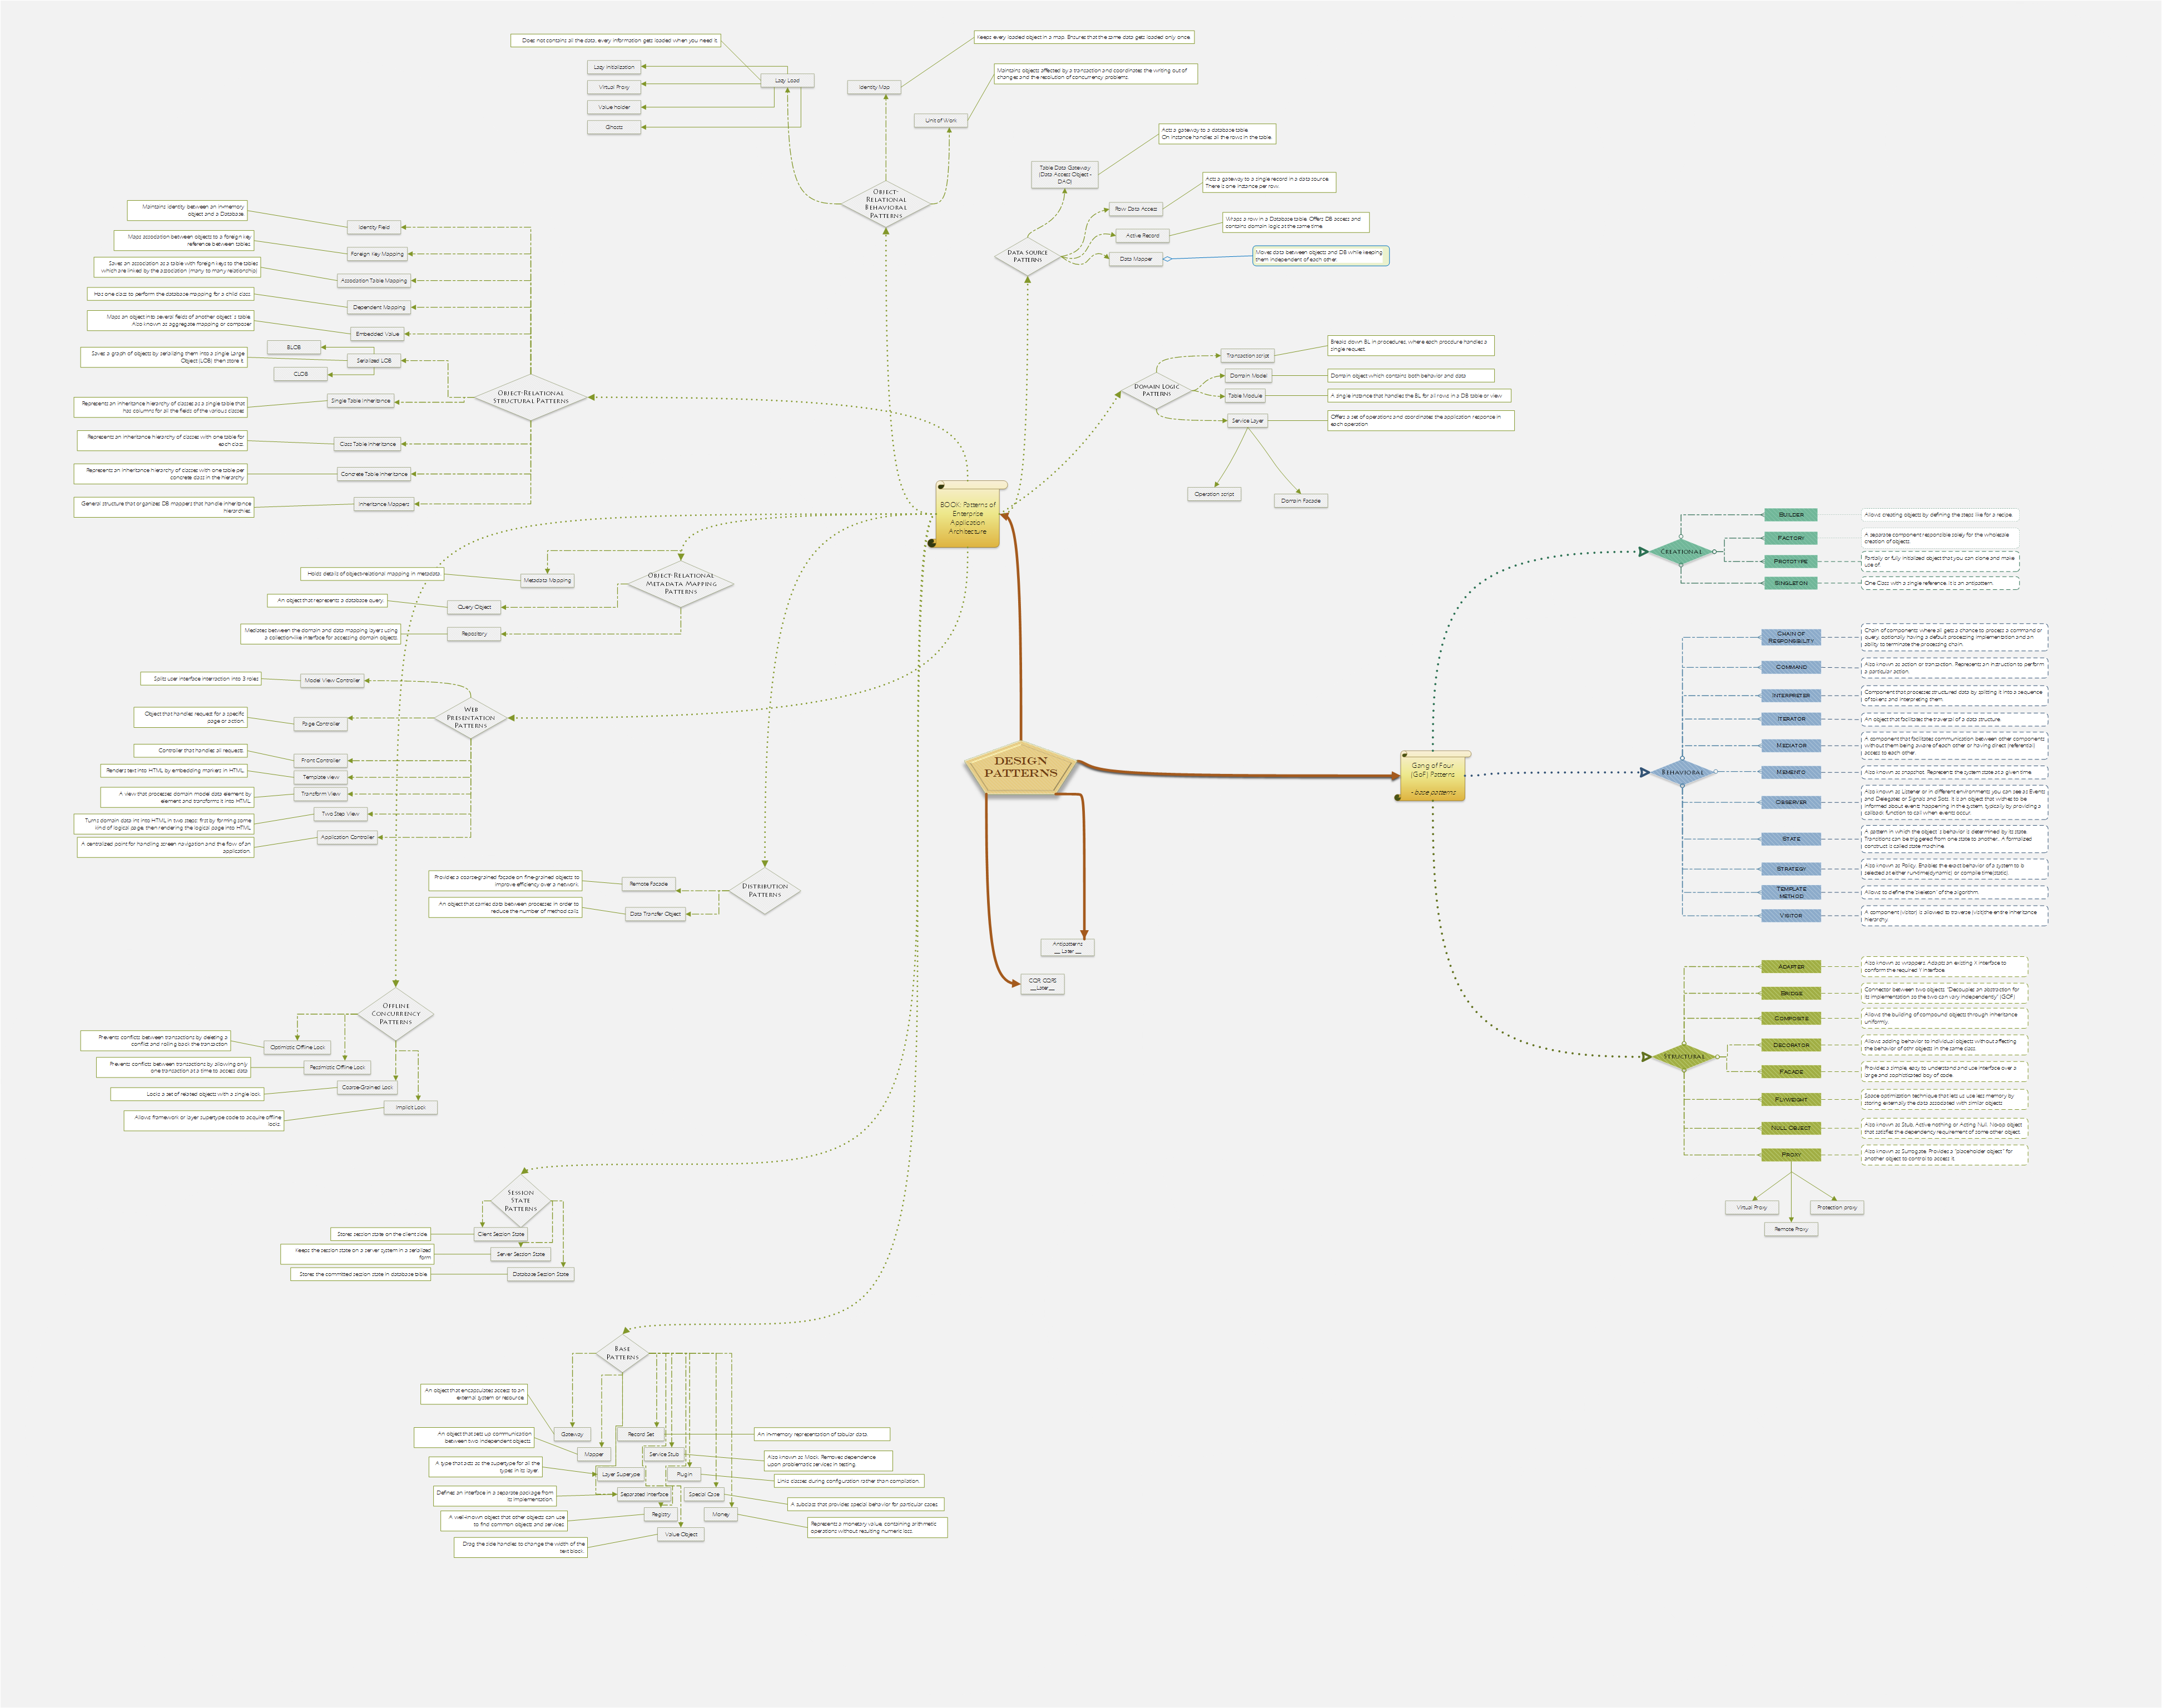 Does not contains all the data, every information gets loaded when you need it.
Lazy Initialization
Virtual Proxy
Value holder
Ghosts
Lazy Load
Identity Map
Keeps every loaded object in a map. Ensures that the same data gets loaded only once.
Unit of Work
Maintains objects affected by a transaction and coordinates the writing out of
changes and the resolution of concurrency problems.
Object-
Relational
Behavioral
Patterns
Table Data Gateway
(Data Access Object -
DAO)
Acts a gateway to a database table.
On instance handles all the rows in the table.
Row Data Access
Acts a gateway to a single record in a data source.
There is one instance per row.
Active Record
Wraps a row in a Database table. Offers DB access and
contains domain logic at the same time.
Data Mapper
Moves data between objects and DB while keeping
them independent of each other.
Data Source
Patterns
Maintains identity between an in-memory
object and a Database.
Identity Field
Maps association between objects to a foreign key
reference between tables.
Foreign Key Mapping
Saves an association as a table with foreign keys to the tables
which are linked by the association (many to many relationship)
Association Table Mapping
Has one class to perform the database mapping for a child class.
Dependent Mapping
Maps an object into several fields of another object's table.
Also known as aggregate mapping or composer
Embedded Value
BLOB
Saves a graph of objects by serializing them into a single Large
Object (LOB) then store it.
Serialized LOB
CLOB
Represents an inheritance hierarchy of classes as a single table that
has columns for all the fields of the various classes
Single Table Inheritance
Object-Relational
Structural Patterns
Represents an inheritance hierarchy of classes with one table for
each class.
Class Table Inheritance
Represents an inheritance hierarchy of classes with one table per
concrete class in the hierarchy
Concrete Table Inheritance
General structure that organizes DB mappers that handle inheritance
hierarchies.
Inheritance Mappers
Domain Logic
Patterns
Transaction script
Breaks down BL in procedures, where each procdure handles a
single request.
Domain Model
Domain object which contains both behavior and data
Table Module
A single instance that handles the BL for all rows in a DB table or view.
Service Layer
Offers a set of operations and coordinates the application response in
each operation
Operation script
Domain Facade
BOOK: Patterns of
Enterprise
Application
Architecture
Holds details of object-relational mapping in metadata.
Metadata Mapping
Object-Relational
Metadata Mapping
Patterns
An object that represents a database query.
Query Object
Mediates between the domain and data mapping layers using
a collection-like interface for accessing domain objects.
Repository
Splits user interface interraction into 3 roles
Model View Controller
Object that handles request for a specific
page or action.
Page Controller
Web
Presentation
Patterns
Controller that handles all requests.
Front Controller
Renders text into HTML by embedding markers in HTML.
Template view
A view that processes domain model data element by
element and transforms it into HTML.
Transform View
Turns domain data int into HTML in two steps: first by forming some
kind of logical page, then rendering the logical page into HTML
Two Step View
A centralized point for handling screen navigation and the flow of an
application.
Application Controller
Provides a coarse-grained facade on fine-grained objects to
improve efficiency over a network.
Remote Facade
Distribution
Patterns
An object that carries data between processes in order to
reduce the number of method calls.
Data Transfer Object
Offline
Concurrency
Patterns
Prevents conflicts between transactions by deleting a
conflict and rolling back the transaction
Optimistic Offline Lock
Prevents conflicts between transactions by allowing only
one transaction at a time to access data
Pessimistic Offline Lock
Locks a set of related objects with a single lock.
Coarse-Grained Lock
Allows framework or layer supertype code to acquire offline
locks.
Implicit Lock
Session
State
Patterns
Stores session state on the client side.
Client Session State
Keeps the session state on a server system in a serialized
form
Server Session State
Stores the committed session state in database table.
Database Session State
Base
Patterns
An object that encapsulates access to an
external system or resource.
Gateway
An object that sets up communication
between two independent objects.
Mapper
A type that acts as the supertype for all the
types in its layer
Layer Supertype
Defines an interface in a separate package from
its implementation.
Separated Interface
A well-known object that other objects can use
to find common objects and services.
Registry
Drag the side handles to change the width of the
text block.
Value Object
Record Set
An in-memory representation of tabular data.
Service Stub
Also known as Mock. Removes dependence
upon problematic services in testing
Plugin
Links classes during configuration rather than compilation.
Special Case
A subclass that provides special behavior for particular cases.
Money
Represents a monetary value, containing arithmetic
operations without resulting numeric loss.
DESIGN
PATTERNS
Antipatterns
__ Later __
CQR, CQRS
__Later__
Gang of Four
(GoF) Patterns
- base patterns
Creational
Builder
Allows creating objects by defining the steps like for a recipe.
Factory
A separate component responsible solely for the wholesale
creation of objects.
Prototype
Partially or fully initialized object that you can clone and make
use of.
Singleton
One Class with a single reference. It is an antipattern.
Behavioral
Chain of
Responsibility
Chain of components where all gets a chance to process a command or
query, optionally having a default processing implementation and an
ability to terminate the processing chain
Command
Also known as action or transaction. Represents an instruction to perform
a particular action.
Interpreter
Component that processes structured data by splitting it into a sequence
of tokens and interpreting them.
Iterator
An object that facilitates the traversal of a data structure.
Mediator
A component that facilitates communication between other components
without them being aware of each other or having direct (referential)
access to each other.
Memento
Also known as snapshot. Represents the system state at a given time.
Observer
Also known as Listener or in different environments you can see as Events
and Delegates or Signals and Slots. It is an object that wishes to be
informed about events happening in the system, typically by providing a
callback function to call when events occur.
State
A pattern in which the object's behavior is determined by its state.
Transitions can be triggered from one state to another. A formalized
construct is called state machine.
Strategy
Also known as Policy. Enables the exact behavior of a system to is
selected at either run-time(dynamic) or compile time(static).
Template
Method
Allows to define the 'skeleton' of the algorithm.
Visitor
A component (visitor) is allowed to traverse (visit)the entire inheritance
hierarchy.
Structural
Adapter
Also known as wrappers. Adapts an existing X interface to
conform the required Y interface
Bridge
Connector between two objects. "Decouples an abstraction for
its implementation so the two can vary independently" (GOF)
Composite
Allows the building of compound objects through inheritance
uniformly.
Decorator
Allows adding behavior to individual objects without affecting
the behavior of othr objects in the same class.
Facade
Provides a simple, easy to understand and use interface over a
large and sophisticated boy of code.
Flyweight
Space optimization technique that lets us use less memory by
storing externally the data associated with similar objects
Null Object
Also known as Stub, Active nothing or Acting Null. No-op object
that satisfies the dependency requirement of some other object.
Proxy
Also known as Surrogate. Provides a "placeholder object" for
another object to control to access it.
Virtual Proxy
Protection proxy
Remote Proxy